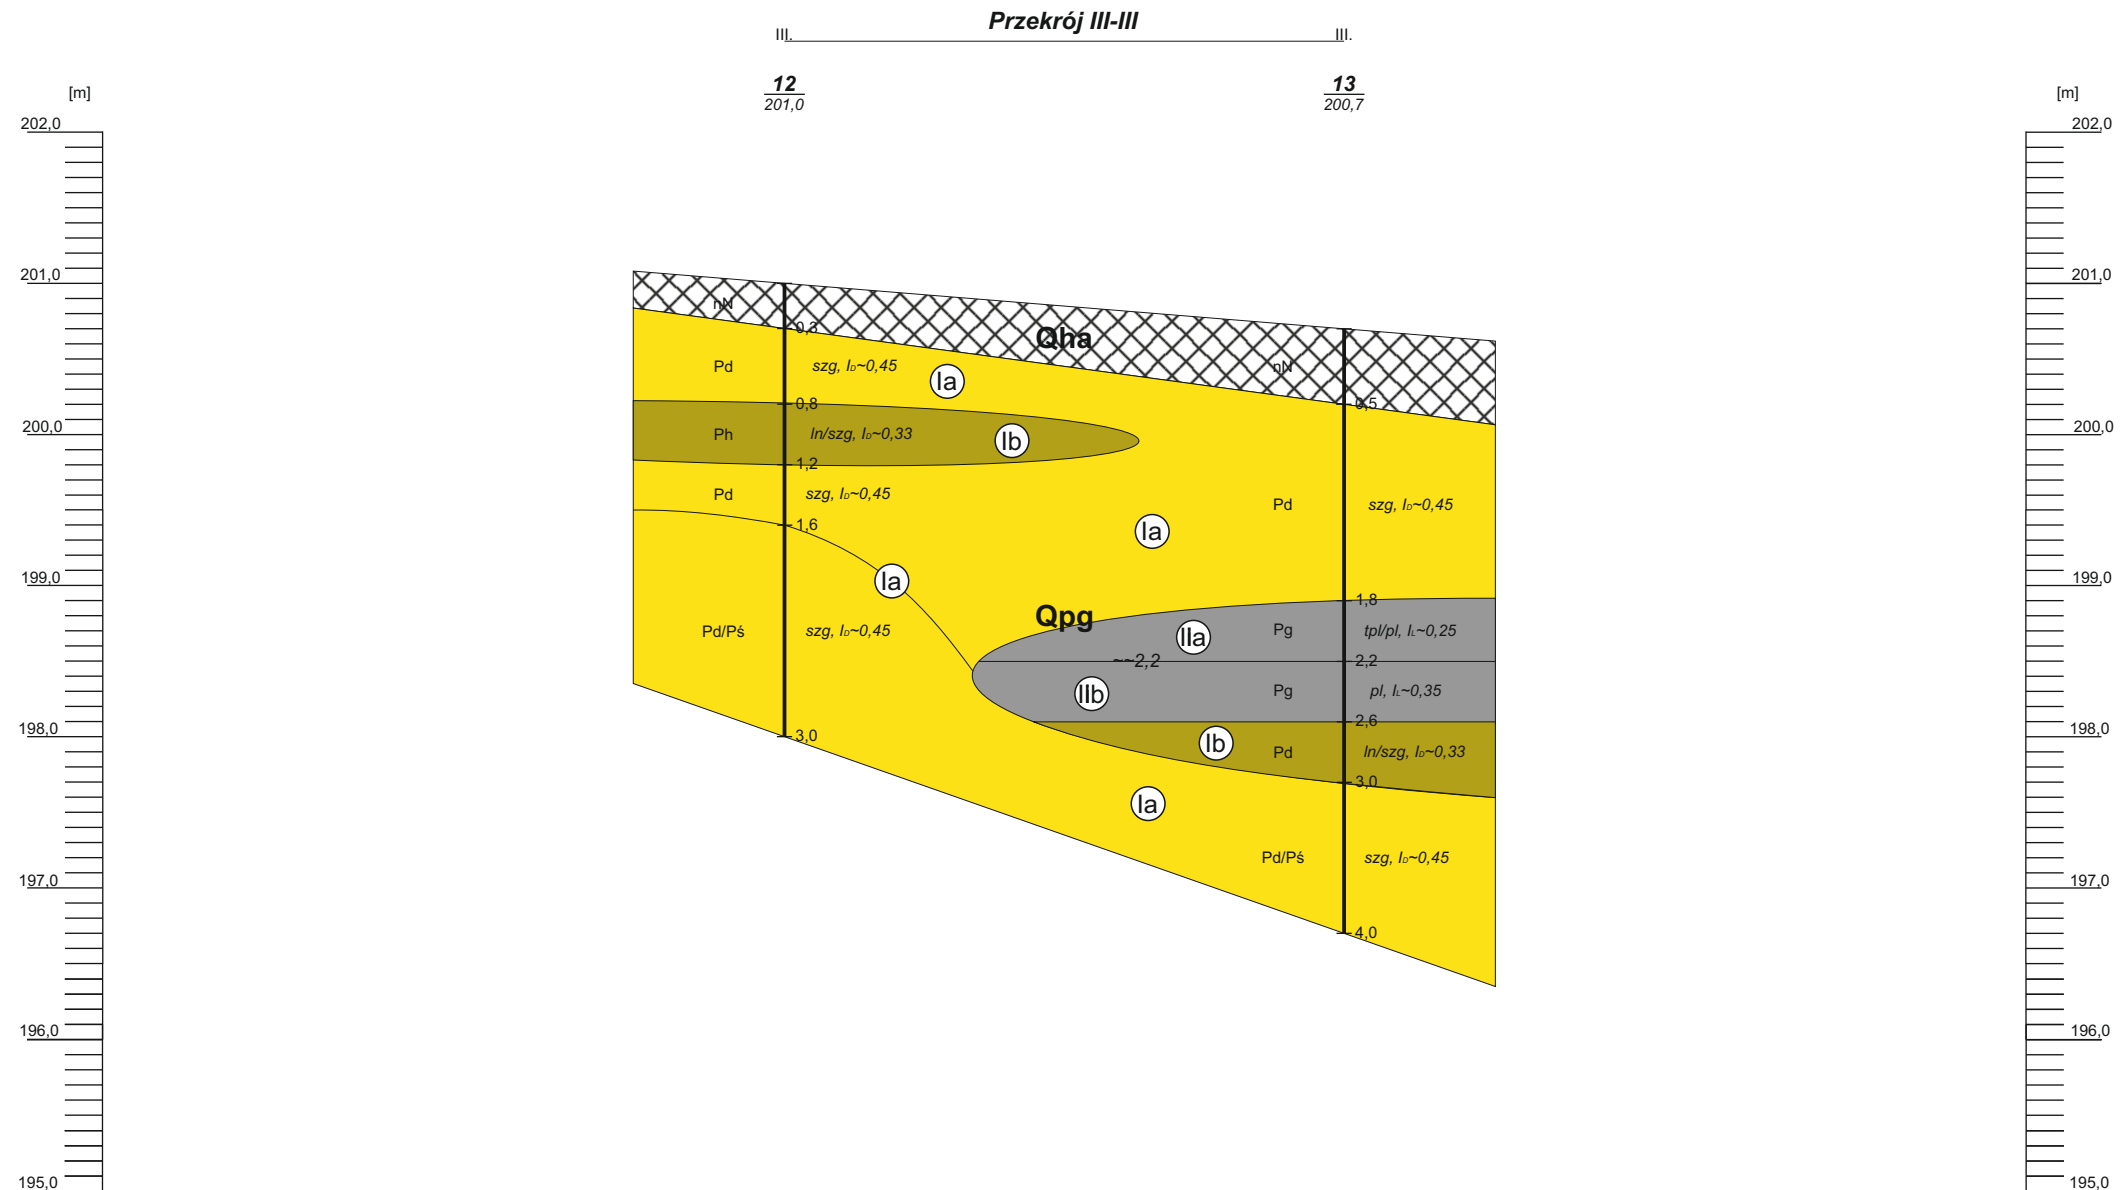 Przekrój III-III
III. III.
12 13
201,0 200,7
[m] [m]
202,0 202,0
201,0 201,0
nN
0,3
Qha
Pd szg, ID~0,45 Ia nN
0,8 0,5
200,0 Ph ln/szg, ID~0,33 Ib 200,0
1,2
Pd szg, ID~0,45 Pd szg, ID~0,45
1,6 Ia
199,0 Ia 199,0
1,8
Qpg
Pd/Pś szg, ID~0,45 IIa Pg tpl/pl, IL~0,25
~~2,2 2,2
IIb Pg pl, IL~0,35
2,6
198,0 3,0 Ib 198,0
Pd ln/szg, ID~0,33
3,0
Ia
Pd/Pś szg, ID~0,45
197,0 197,0
4,0
196,0 196,0
195,0 195,0